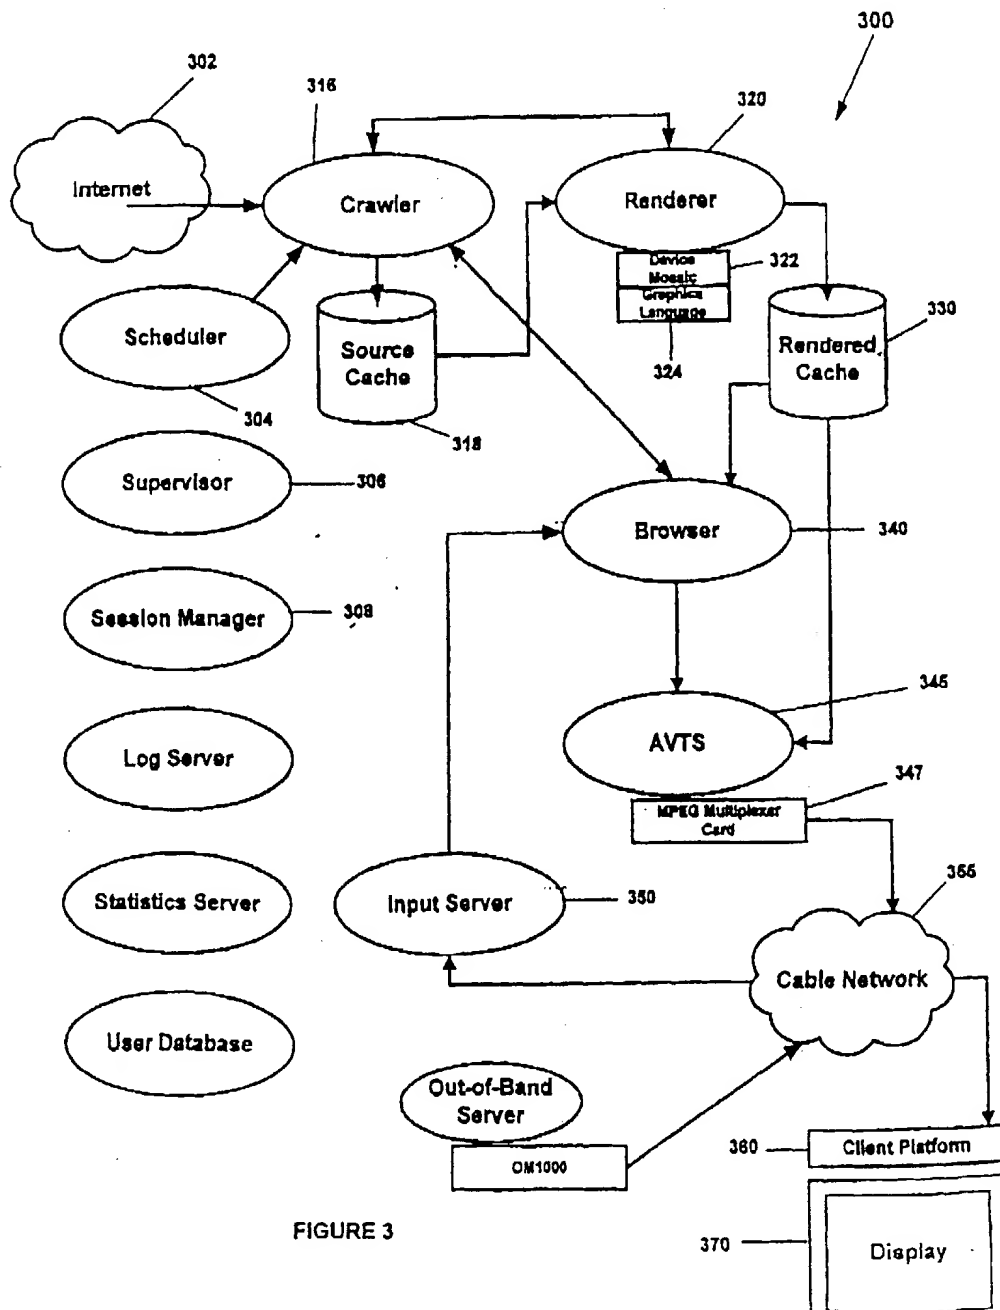 300
302
316
320
Internet
Crawler
Renderer
Device
Mosaic
322
Graphics
Language
324
Scheduler
304
Source
Cache
318
Rendered
Cache
330
Supervisor
306
Browser
340
Session Manager
308
AVTS
345
Log Server
MPEG Multiplexer
Card
347
Statistics Server
Input Server
350
355
Cable Network
User Database
Out-of-Band
Server
OM1000
360
Client Platform
FIGURE 3
370
Display